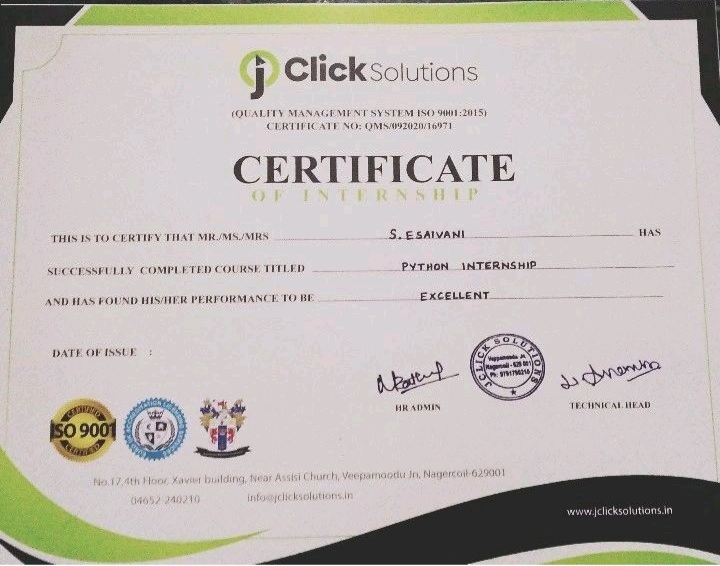 jClick Solutions
(QUALITY MANAGEMENT SYSTEM ISO 9001:2015)
CERTIFICATE NO: QMS/092020/16971
CERTIFICATE
OF INTERNSHIP
THIS IS TO CERTIFY THAT MR./MS./MRS S. ESAIVANI HAS
SUCCESSFULLY COMPLETED COURSE TITLED PYTHON INTERNSHIP
AND HAS FOUND HIS/HER PERFORMANCE TO BE EXCELLENT
DATE OF ISSUE :
JCLICK SOLUTIONS
Veppamoodu Jn.
Nagercoil - 629 001
HR ADMIN
TECHNICAL HEAD
CERTIFIED
ISO 9001
CERTIFIED
No.17,4th Floor, Xavier building, Near Assisi Church, Veepamoodu Jn, Nagercoil-629001
04652-240210 info@jclicksolutions.in
www.jclicksolutions.in